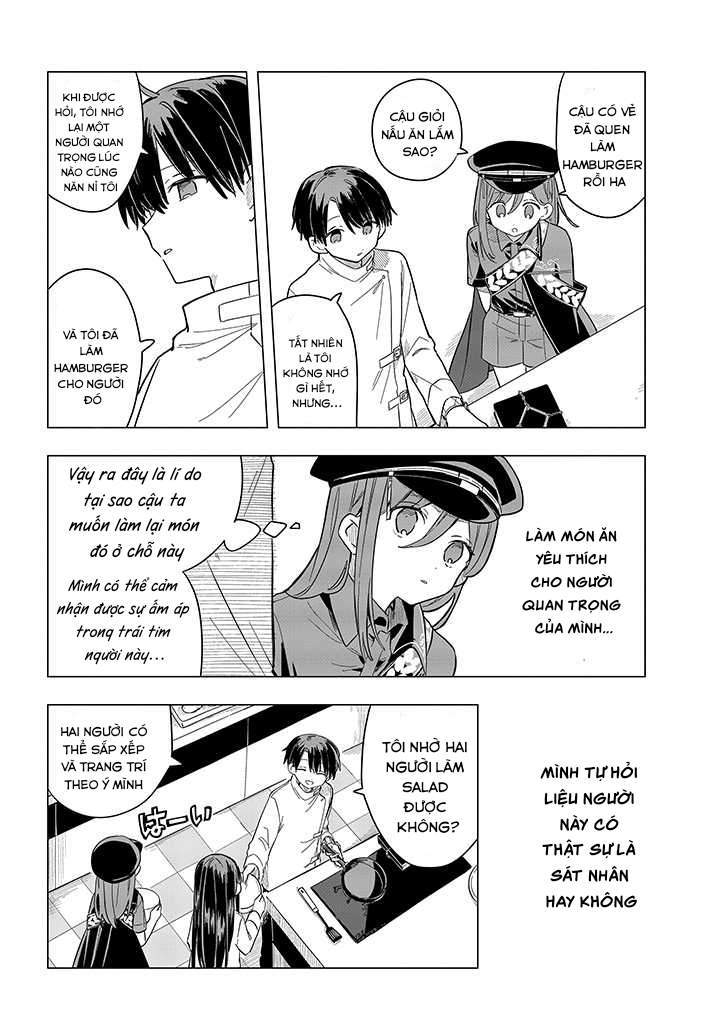 CẬU CÓ VẺ
ĐÃ QUEN
LÀM
HAMBURGER
RỒI HA
CẬU GIỎI
NẤU ĂN LẮM
SAO?
TẤT NHIÊN
LÀ TÔI
KHÔNG NHỚ
GÌ HẾT,
NHƯNG...
KHI ĐƯỢC
HỎI, TÔI NHỚ
LẠI MỘT
NGƯỜI QUAN
TRỌNG LÚC
NÀO CŨNG
NĂN NỈ TÔI
VÀ TÔI ĐÃ
LÀM
HAMBURGER
CHO NGƯỜI
ĐÓ
LÀM MÓN ĂN
YÊU THÍCH
CHO NGƯỜI
QUAN TRỌNG
CỦA MÌNH...
Vậy ra đây là lí do
tại sao cậu ta
muốn làm lại món
đó ở chỗ này
Mình có thể cảm
nhận được sự ấm áp
trong trái tim
người này...
MÌNH TỰ HỎI
LIỆU NGƯỜI
NÀY CÓ
THẬT SỰ LÀ
SÁT NHÂN
HAY KHÔNG
TÔI NHỜ HAI
NGƯỜI LÀM
SALAD
ĐƯỢC
KHÔNG?
HAI NGƯỜI CÓ
THỂ SẮP XẾP
VÀ TRANG TRÍ
THEO Ý MÌNH
はーい